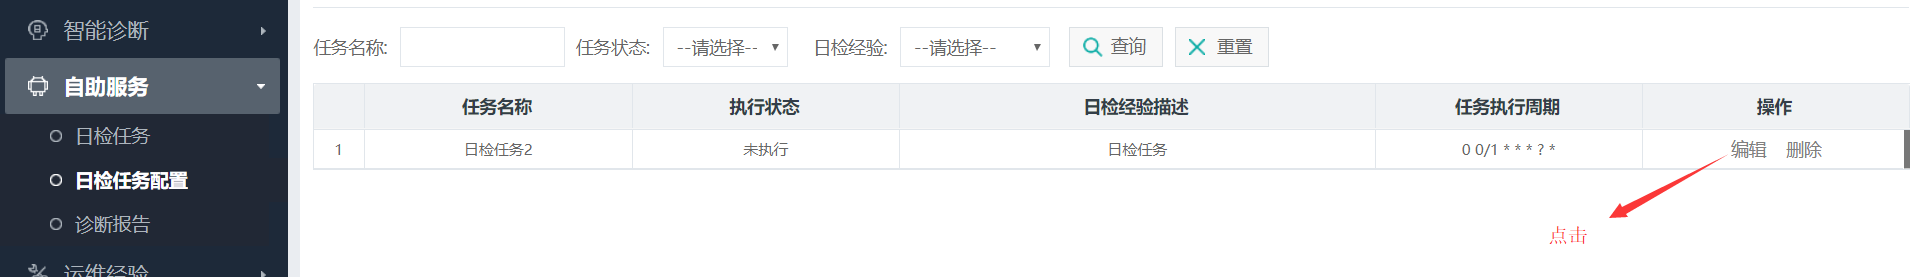 智能诊断
自助服务
日检任务
日检任务配置
诊断报告
运维经验
任务名称: 任务状态: --请选择-- 日检经验: --请选择-- 查询 重置
任务名称 执行状态 日检经验描述 任务执行周期 操作
1 日检任务2 未执行 日检任务 0 0/1 * * * ? * 编辑 删除
点击